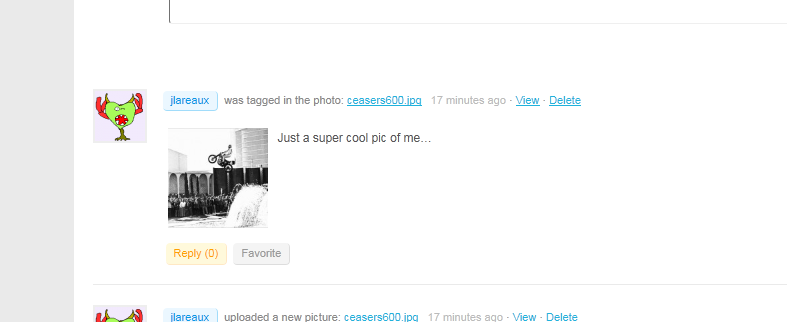 jlareaux was tagged in the photo: ceasers600.jpg 17 minutes ago · View · Delete
Just a super cool pic of me...
Reply (0) Favorite
jlareaux uploaded a new picture: ceasers600.jpg 17 minutes ago · View · Delete